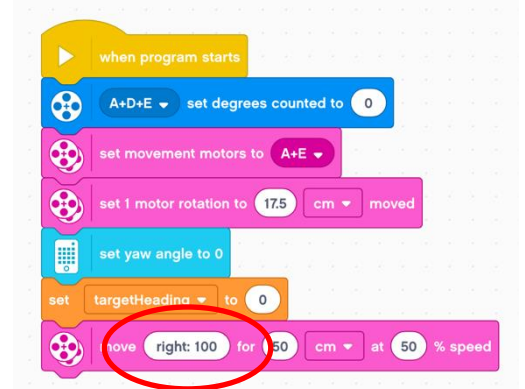 when program starts
A+D+E set degrees counted to 0
set movement motors to A+E
set 1 motor rotation to 17.5 cm moved
set yaw angle to 0
set targetHeading to 0
move right: 100 for 50 cm at 50 % speed